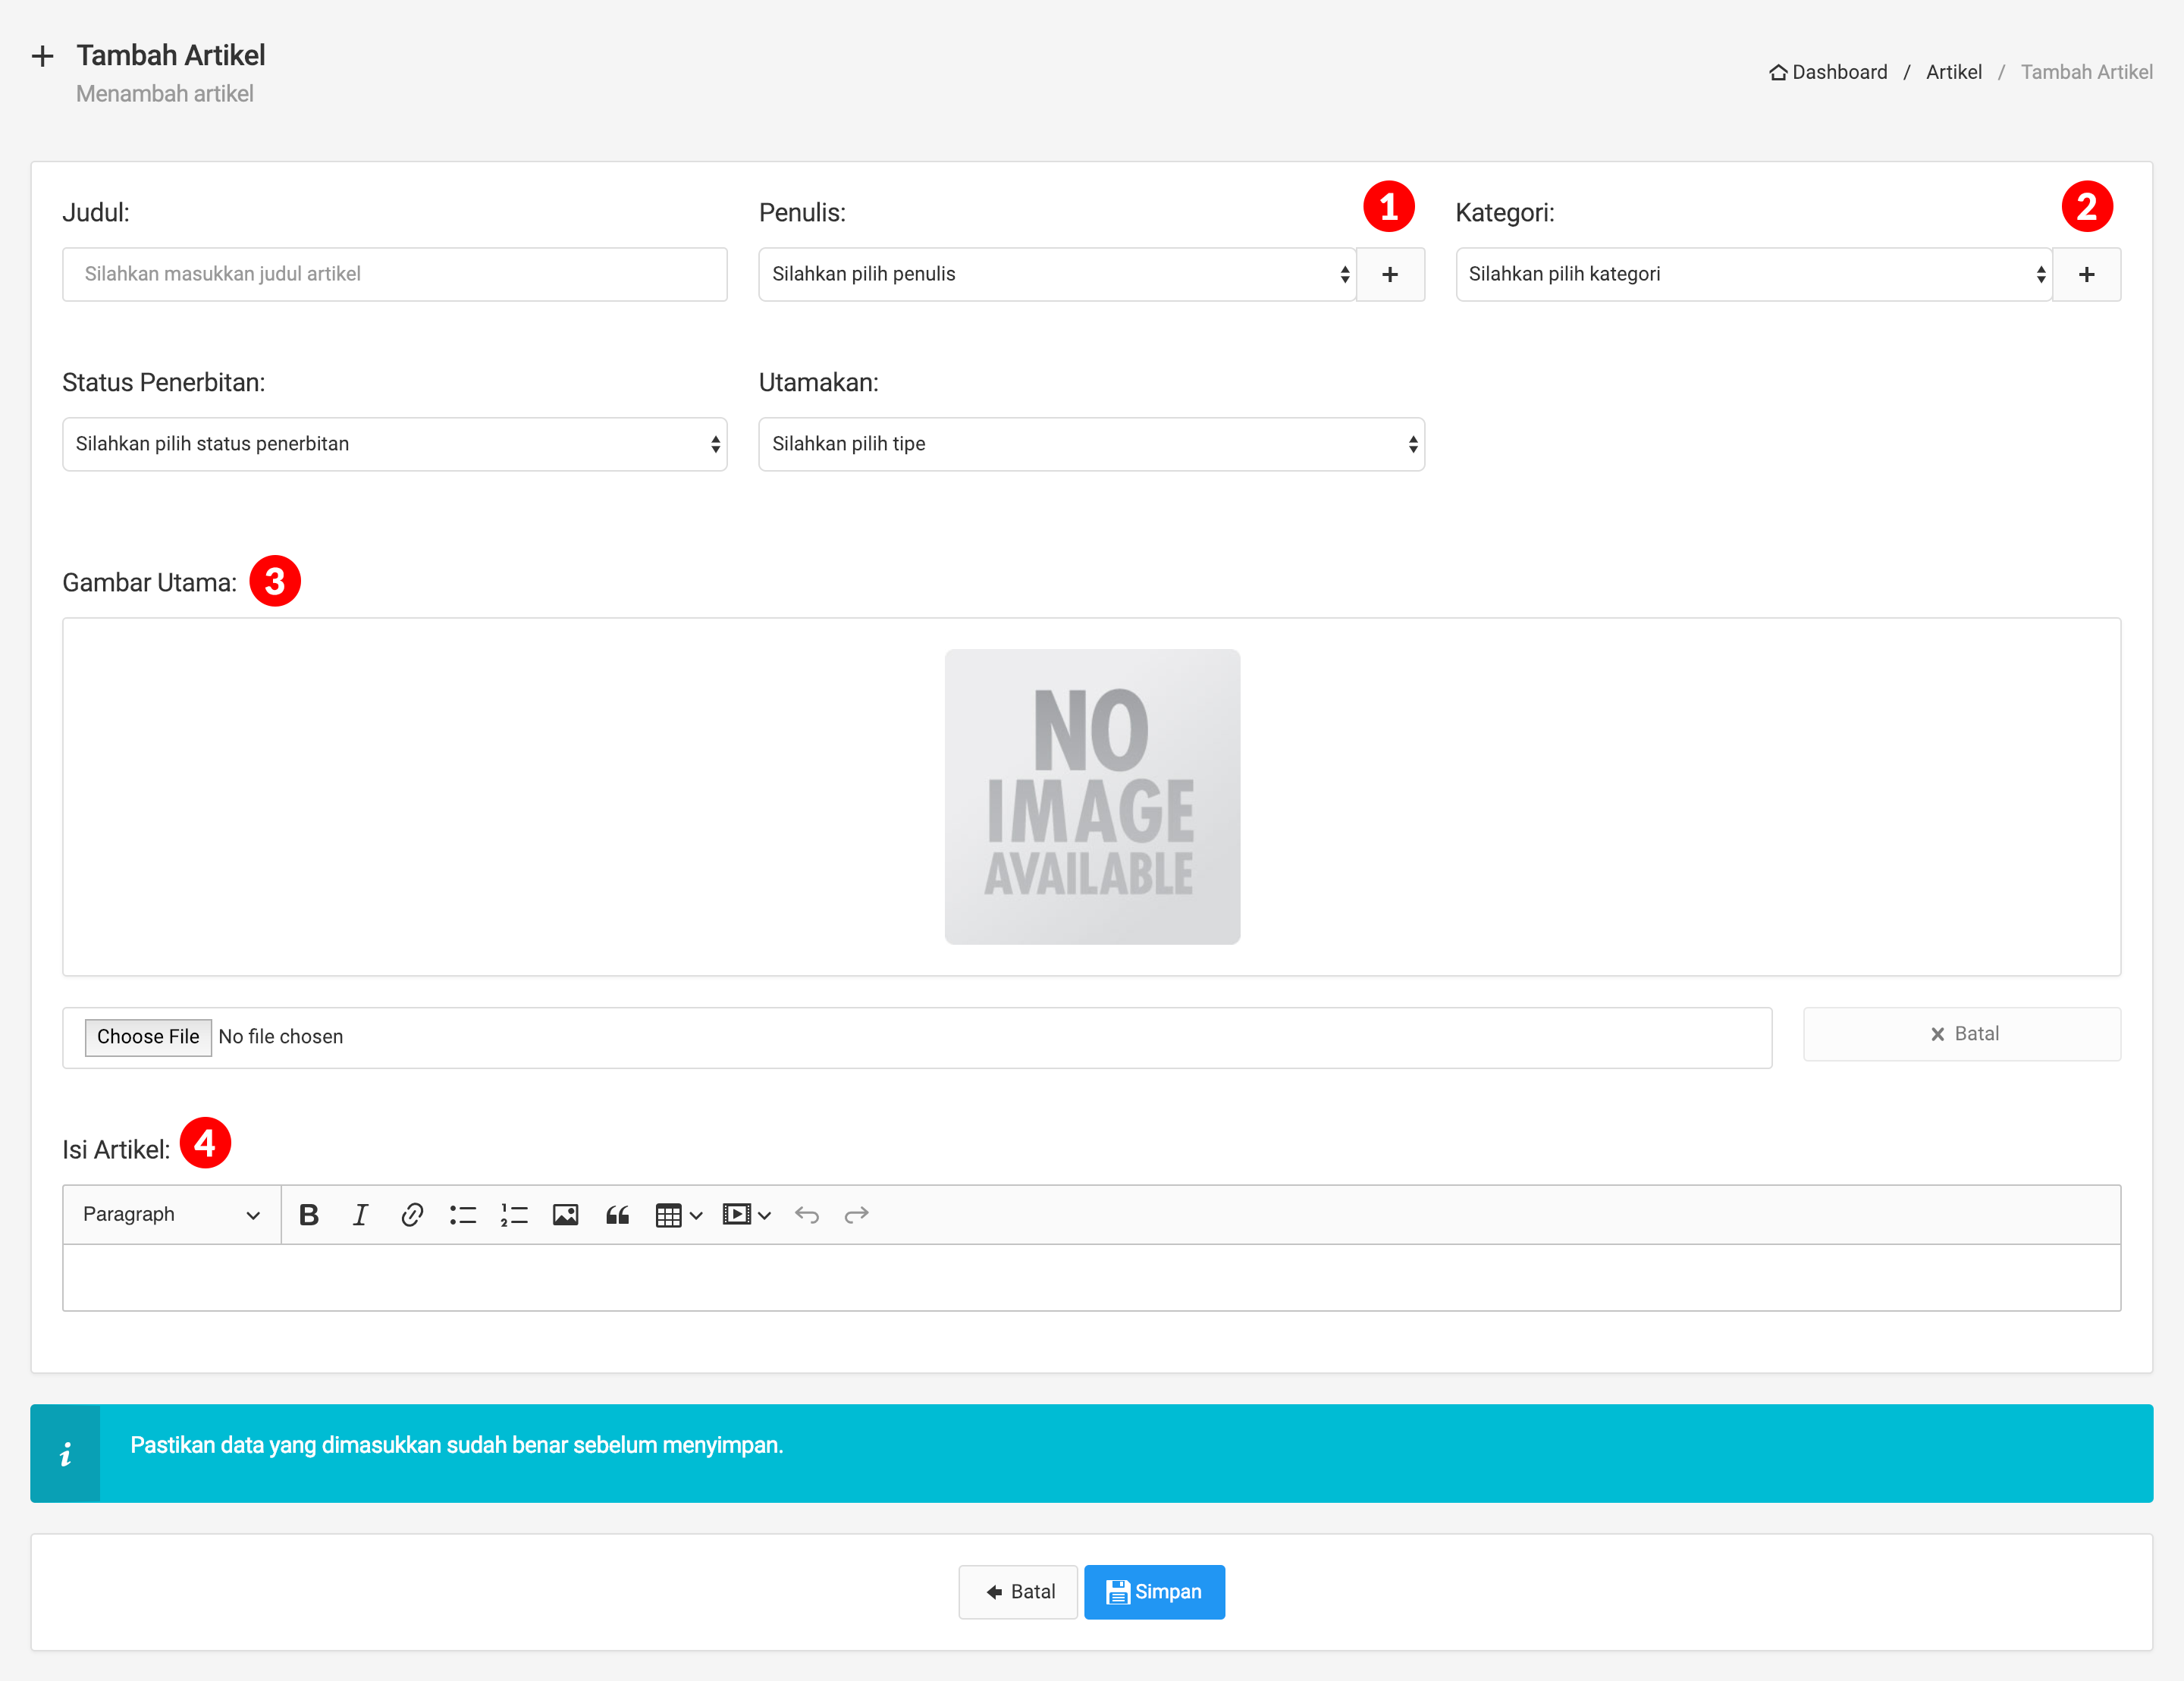 Tambah Artikel
Menambah artikel
Dashboard / Artikel / Tambah Artikel
Judul:
Silahkan masukkan judul artikel
Penulis:
1
Silahkan pilih penulis
+
Kategori:
2
Silahkan pilih kategori
+
Status Penerbitan:
Silahkan pilih status penerbitan
Utamakan:
Silahkan pilih tipe
Gambar Utama: 3
NO
IMAGE
AVAILABLE
Choose File No file chosen
Batal
Isi Artikel: 4
Paragraph
Pastikan data yang dimasukkan sudah benar sebelum menyimpan.
Batal
Simpan